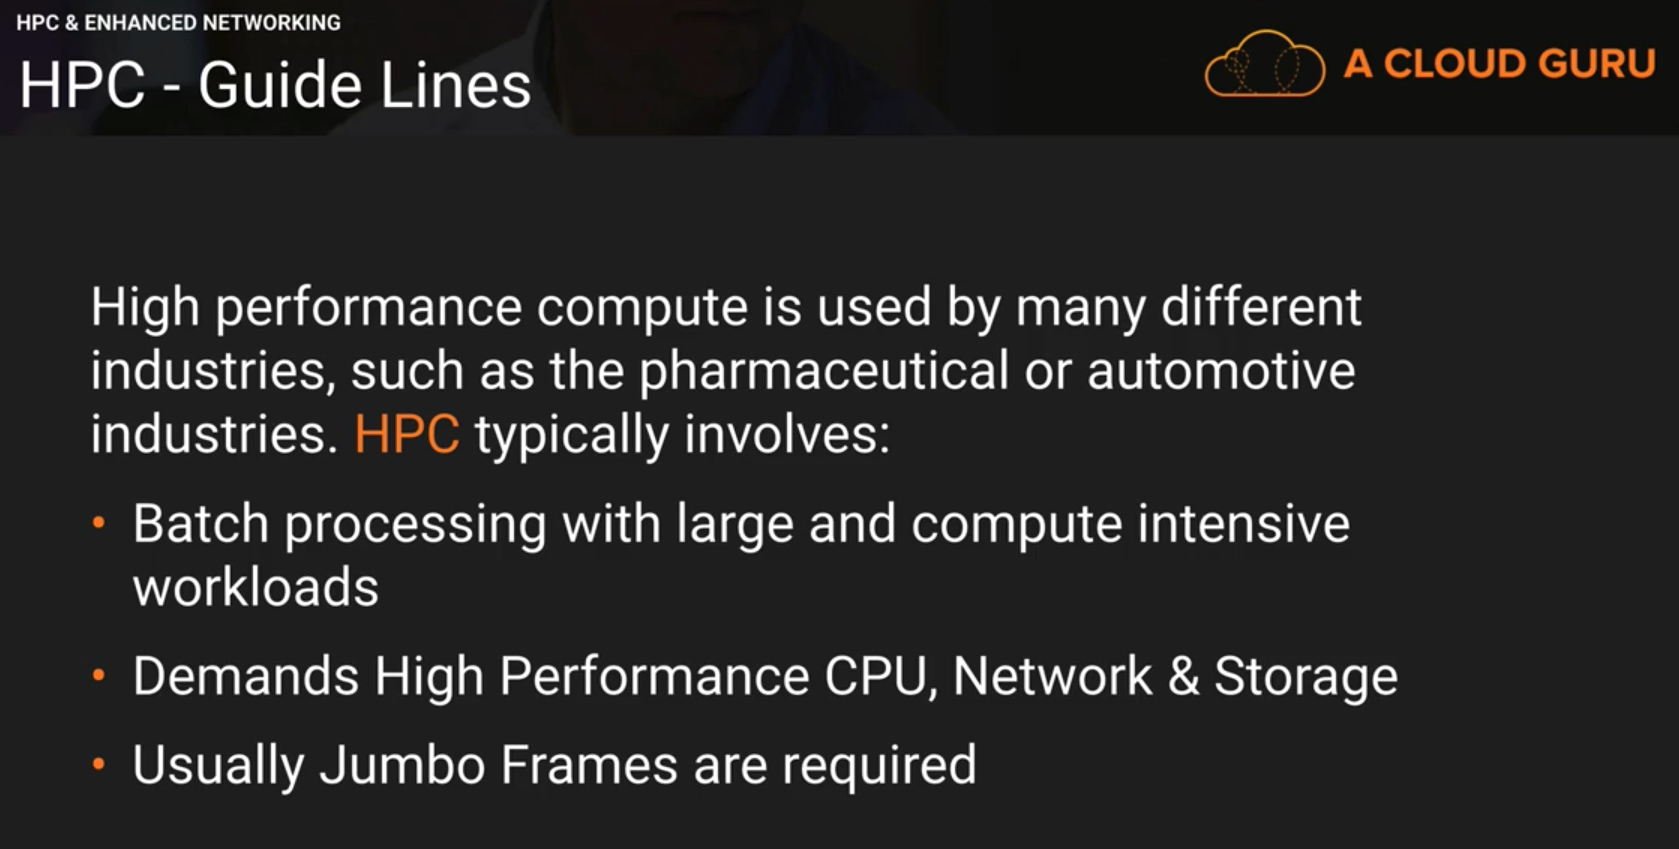 HPC & ENHANCED NETWORKING
HPC - Guide Lines
A CLOUD GURU
High performance compute is used by many different
industries, such as the pharmaceutical or automotive
industries. HPC typically involves:
• Batch processing with large and compute intensive
workloads
• Demands High Performance CPU, Network & Storage
• Usually Jumbo Frames are required